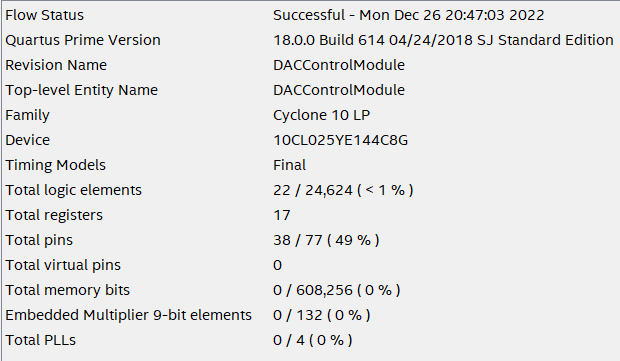 Flow Status Successful - Mon Dec 26 20:47:03 2022
Quartus Prime Version 18.0.0 Build 614 04/24/2018 SJ Standard Edition
Revision Name DACControlModule
Top-level Entity Name DACControlModule
Family Cyclone 10 LP
Device 10CL025YE144C8G
Timing Models Final
Total logic elements 22 / 24,624 ( < 1 % )
Total registers 17
Total pins 38 / 77 ( 49 % )
Total virtual pins 0
Total memory bits 0 / 608,256 ( 0 % )
Embedded Multiplier 9-bit elements 0 / 132 ( 0 % )
Total PLLs 0 / 4 ( 0 % )